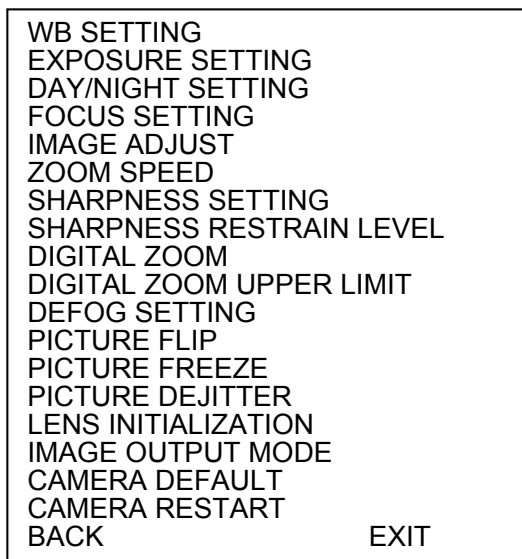 WB SETTING
EXPOSURE SETTING
DAY/NIGHT SETTING
FOCUS SETTING
IMAGE ADJUST
ZOOM SPEED
SHARPNESS SETTING
SHARPNESS RESTRAIN LEVEL
DIGITAL ZOOM
DIGITAL ZOOM UPPER LIMIT
DEFOG SETTING
PICTURE FLIP
PICTURE FREEZE
PICTURE DEJITTER
LENS INITIALIZATION
IMAGE OUTPUT MODE
CAMERA DEFAULT
CAMERA RESTART
BACK EXIT